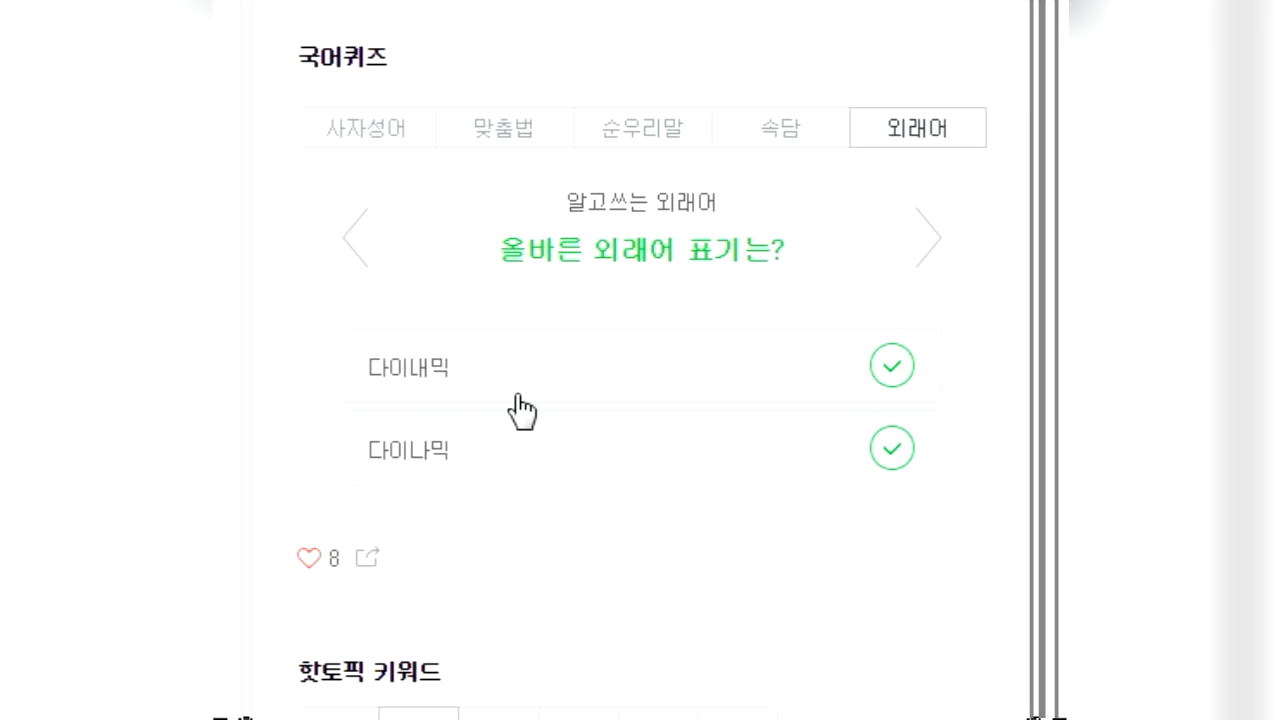 국어퀴즈
사자성어 맞춤법 순우리말 속담 외래어
알고쓰는 외래어
올바른 외래어 표기는?
다이내믹
다이나믹
8
핫토픽 키워드